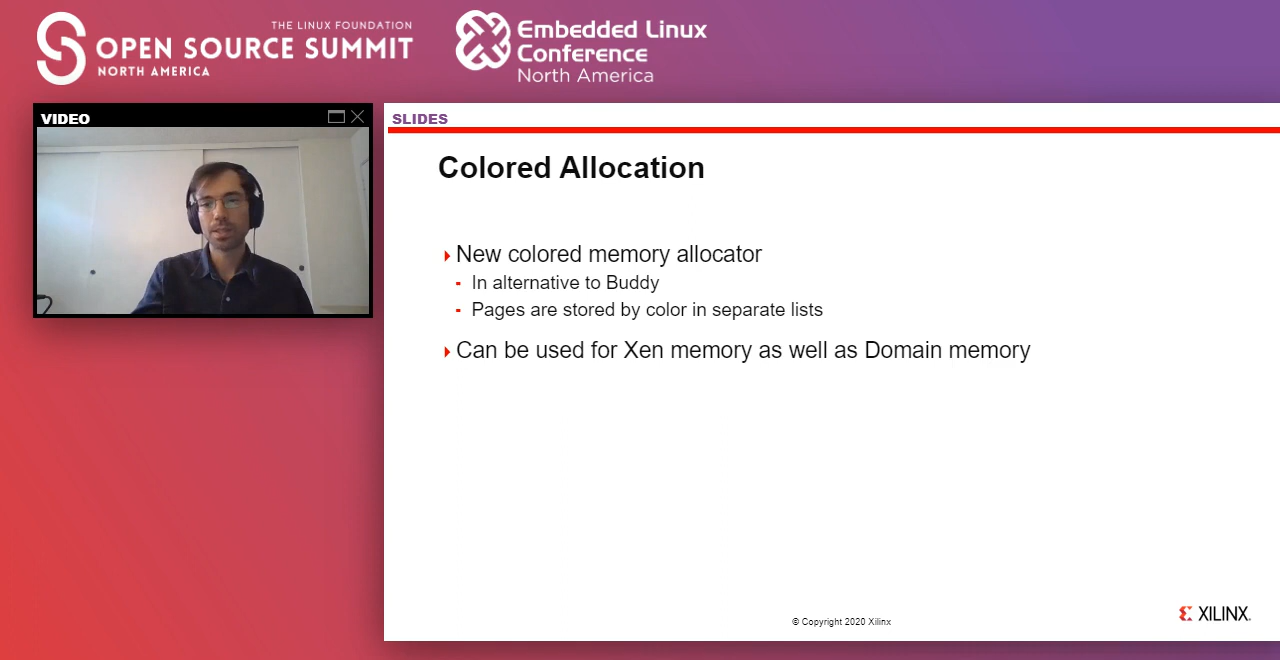 THE LINUX FOUNDATION
OPEN SOURCE SUMMIT
NORTH AMERICA
Embedded Linux
Conference
North America
VIDEO
SLIDES
Colored Allocation
New colored memory allocator
In alternative to Buddy
Pages are stored by color in separate lists
Can be used for Xen memory as well as Domain memory
© Copyright 2020 Xilinx
XILINX.